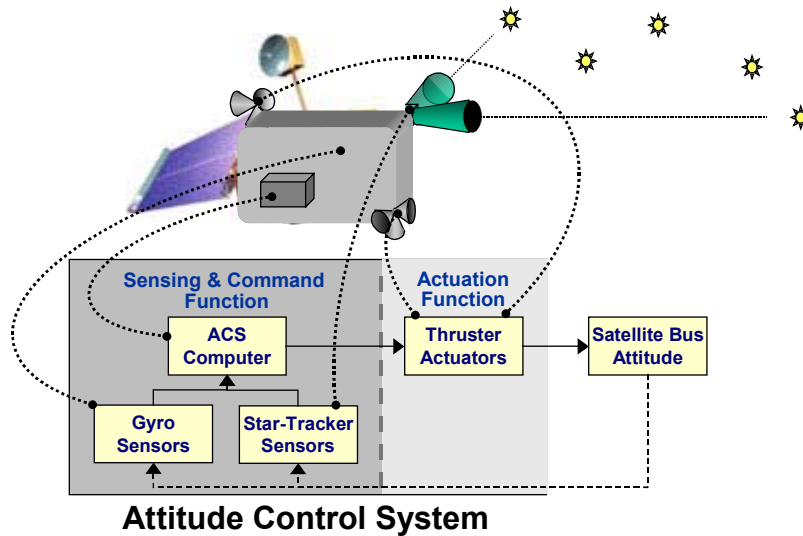 Sensing & Command
Function
Actuation
Function
ACS
Computer
Thruster
Actuators
Satellite Bus
Attitude
Gyro
Sensors
Star-Tracker
Sensors
Attitude Control System